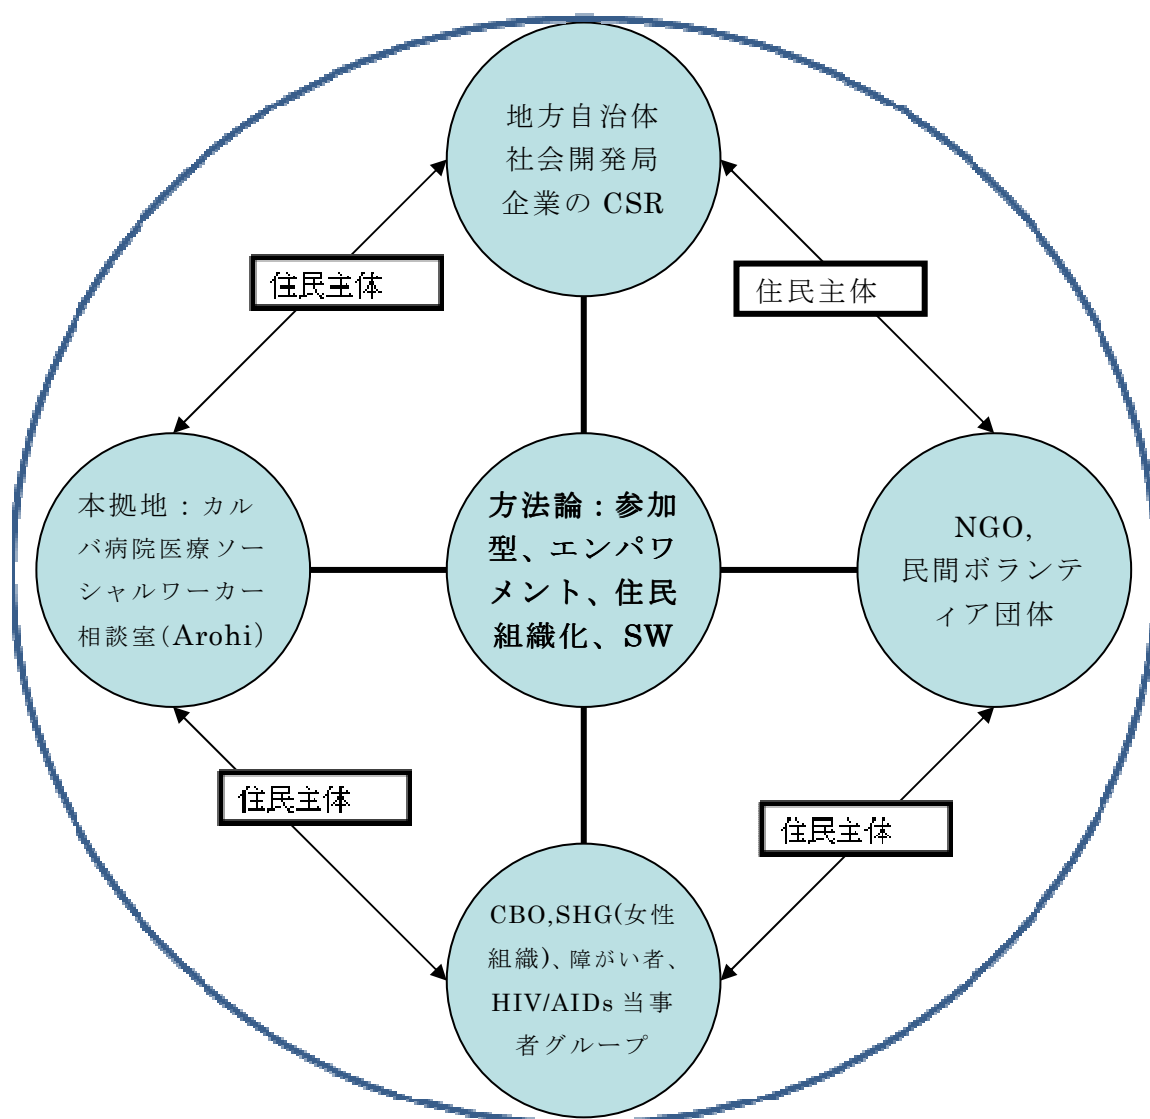 地方自治体
社会開発局
企業の CSR
住民主体
住民主体
本拠地：カル
バ病院医療ソー
シャルワーカー
相談室(Arohi)
方法論：参加
型、エンパワ
メント、住民
組織化、SW
NGO,
民間ボランテ
ィア団体
住民主体
住民主体
CBO,SHG(女性
組織)、障がい者、
HIV/AIDs 当事
者グループ